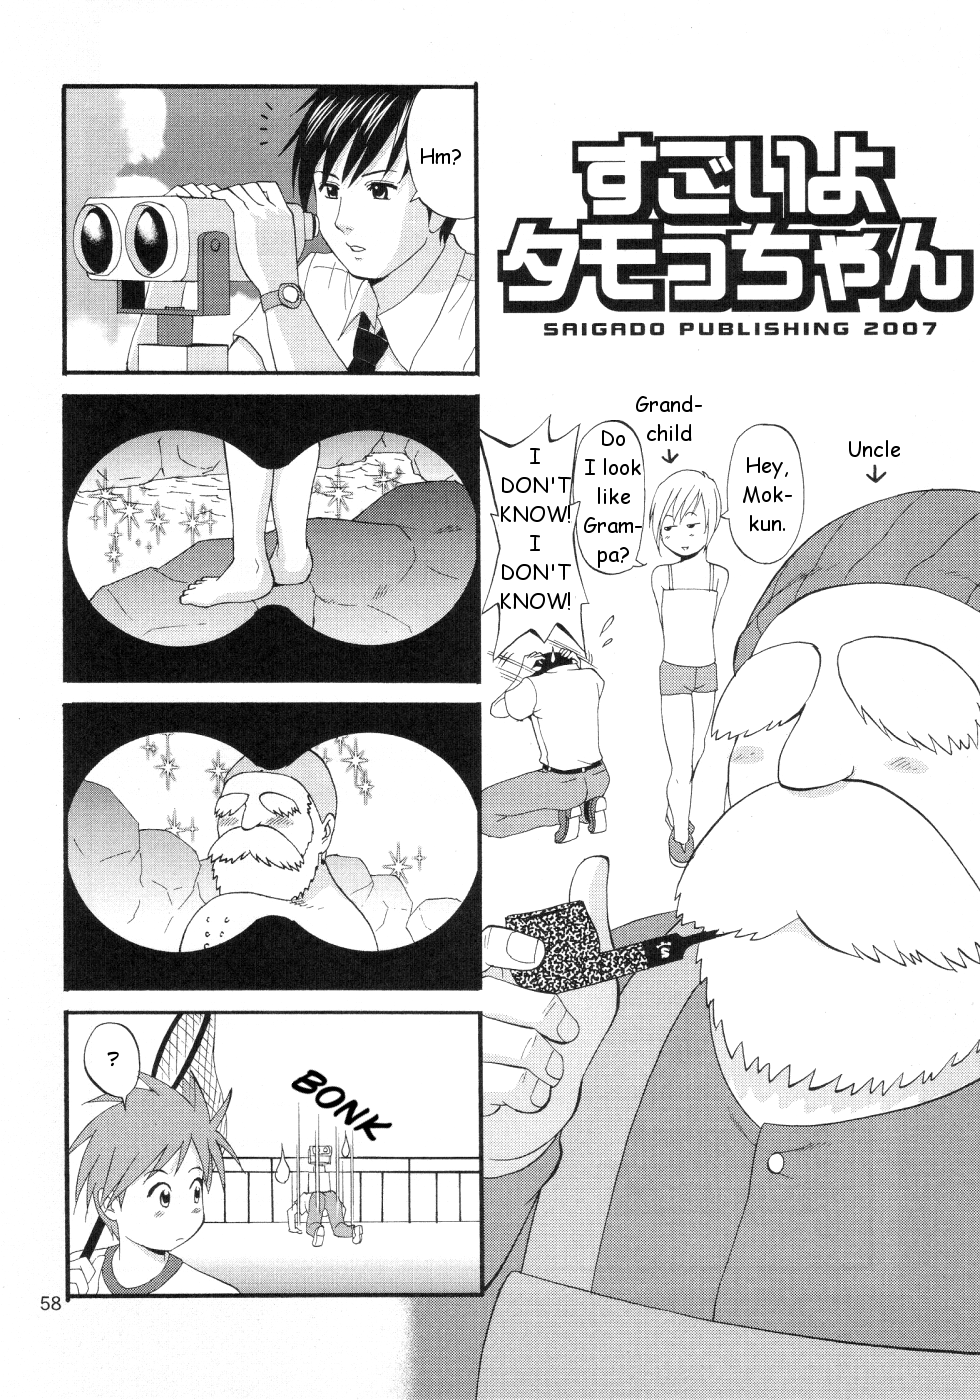 すごいよ
タモっちゃん
SAIGADO PUBLISHING 2007
Hm?
Grand-
child
Uncle
Hey,
Mok-
kun.
Do
I look
like
Gram-
pa?
I
DON'T
KNOW!
I
DON'T
KNOW!
?
BONK
58